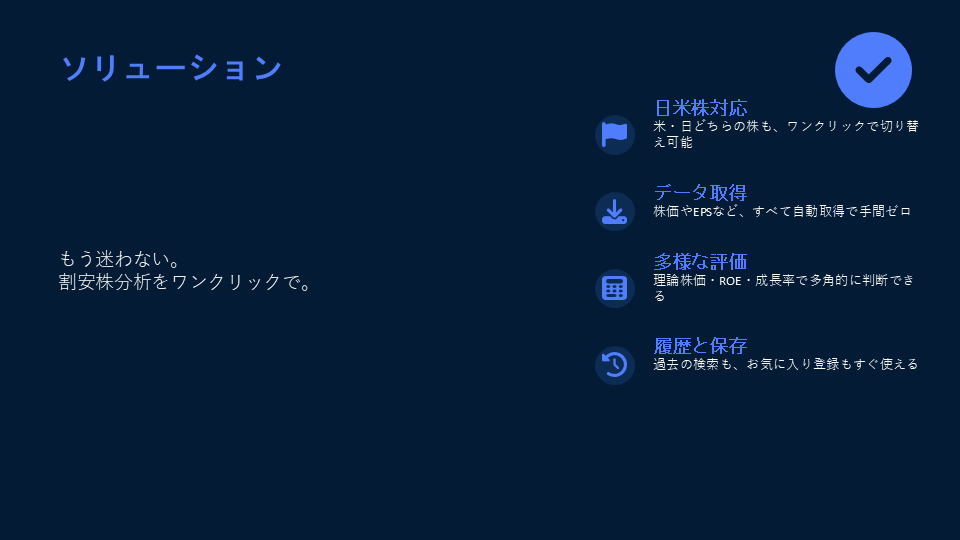 ソリューション
もう迷わない。
割安株分析をワンクリックで。
日米株対応
米・日どちらの株も、ワンクリックで切り替
え可能
データ取得
株価やEPSなど、すべて自動取得で手間ゼロ
多様な評価
理論株価・ROE・成長率で多角的に判断でき
る
履歴と保存
過去の検索も、お気に入り登録もすぐ使える